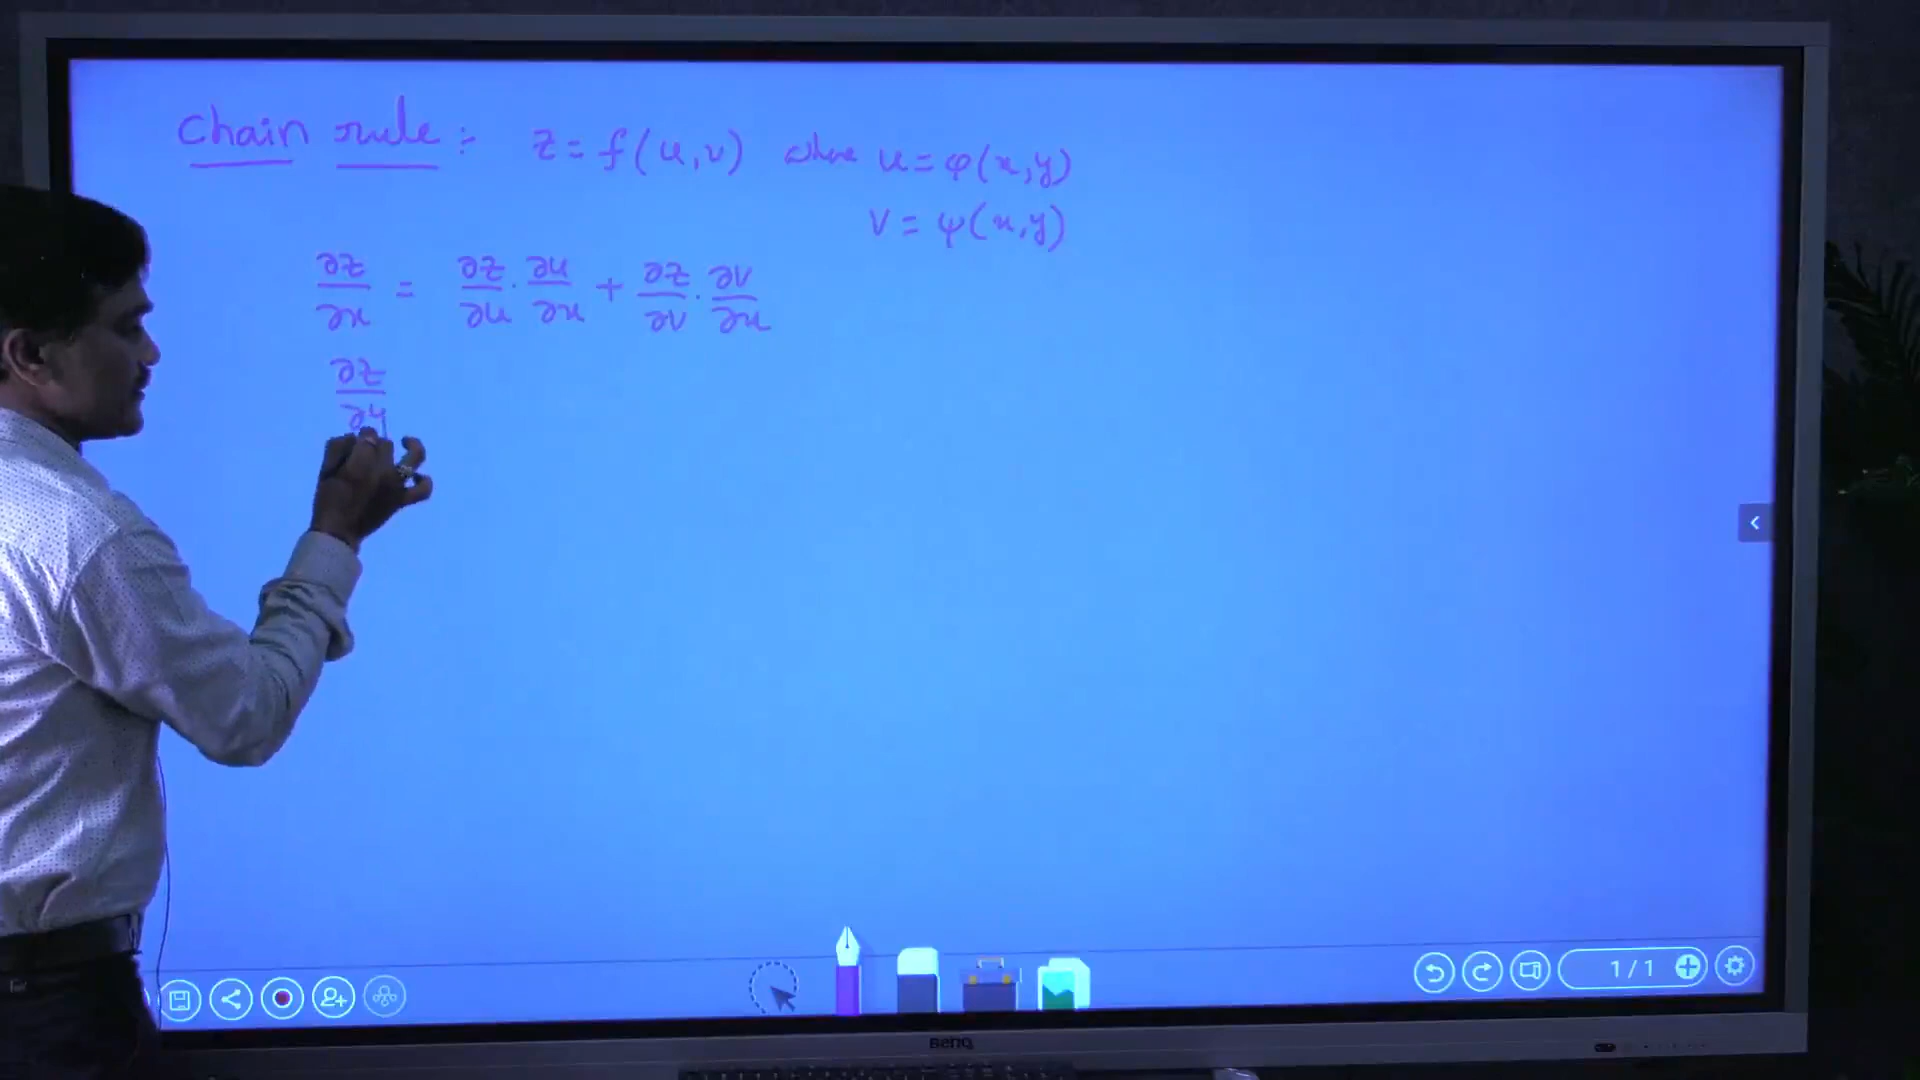 Chain rule :- z = f(u,v) where u = φ(x,y)
v = ψ(x,y)
∂z/∂x = ∂z/∂u · ∂u/∂x + ∂z/∂v · ∂v/∂x
∂z/∂y
1/1
BenQ